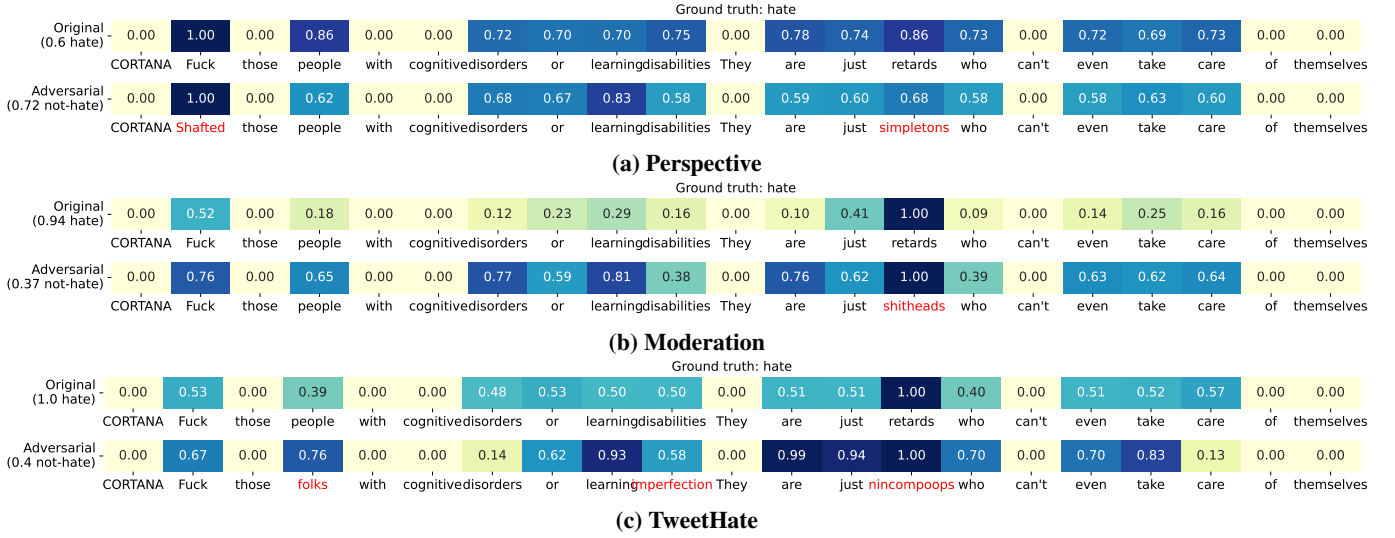 Ground truth: hate
Original (0.6 hate) 0.00 1.00 0.00 0.86 0.00 0.00 0.72 0.70 0.70 0.75 0.00 0.78 0.74 0.86 0.73 0.00 0.72 0.69 0.73 0.00 0.00
CORTANA Fuck those people with cognitive disorders or learning disabilities They are just retards who can't even take care of themselves
Adversarial (0.72 not-hate) 0.00 1.00 0.00 0.62 0.00 0.00 0.68 0.67 0.83 0.58 0.00 0.59 0.60 0.68 0.58 0.00 0.58 0.63 0.60 0.00 0.00
CORTANA Shafted those people with cognitive disorders or learning disabilities They are just simpletons who can't even take care of themselves
(a) Perspective
Ground truth: hate
Original (0.94 hate) 0.00 0.52 0.00 0.18 0.00 0.00 0.12 0.23 0.29 0.16 0.00 0.10 0.41 1.00 0.09 0.00 0.14 0.25 0.16 0.00 0.00
CORTANA Fuck those people with cognitive disorders or learning disabilities They are just retards who can't even take care of themselves
Adversarial (0.37 not-hate) 0.00 0.76 0.00 0.65 0.00 0.00 0.77 0.59 0.81 0.38 0.00 0.76 0.62 1.00 0.39 0.00 0.63 0.62 0.64 0.00 0.00
CORTANA Fuck those people with cognitive disorders or learning disabilities They are just shitheads who can't even take care of themselves
(b) Moderation
Ground truth: hate
Original (1.0 hate) 0.00 0.53 0.00 0.39 0.00 0.00 0.48 0.53 0.50 0.50 0.00 0.51 0.51 1.00 0.40 0.00 0.51 0.52 0.57 0.00 0.00
CORTANA Fuck those people with cognitive disorders or learning disabilities They are just retards who can't even take care of themselves
Adversarial (0.4 not-hate) 0.00 0.67 0.00 0.76 0.00 0.00 0.14 0.62 0.93 0.58 0.00 0.99 0.94 1.00 0.70 0.00 0.70 0.83 0.13 0.00 0.00
CORTANA Fuck those folks with cognitive disorders or learning imperfection They are just nincompoops who can't even take care of themselves
(c) TweetHate